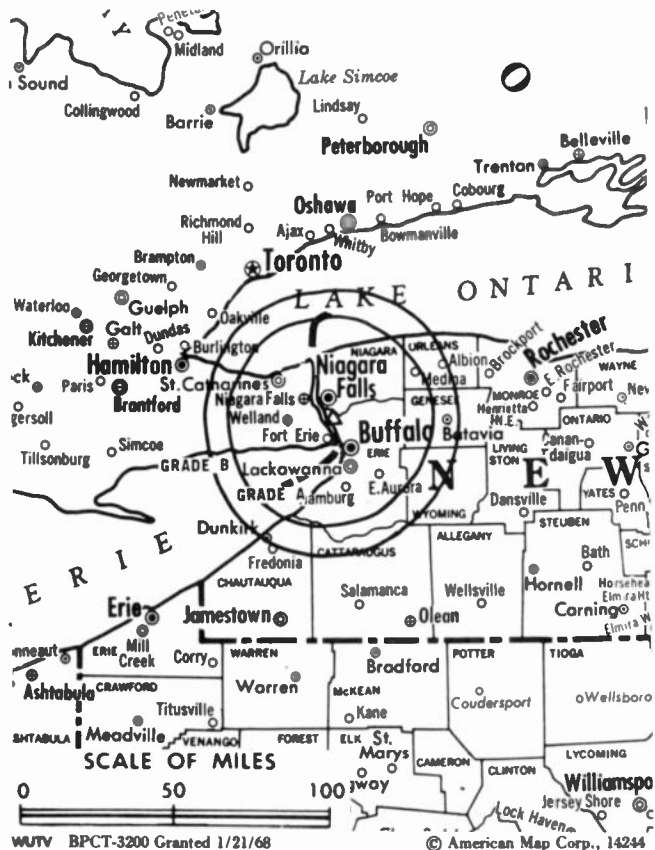 Midland
Orillia
Sound
Lake Simcoe
Collingwood
Barrie
Lindsay
Peterborough
Belleville
Trenton
Newmarket
Port Hope
Cobourg
Oshawa
Richmond
Hill
Ajax
Whitby
Bowmanville
Brampton
Toronto
Georgetown
LAKE ONTARI
Waterloo
Guelph
Oakville
Kitchener
Galt
Dundas
Burlington
NIAGARA
ORLEANS
Albion
Brockport
Rochester
Hamilton
Niagara
Falls
Medina
E. Rochester
WAYNE
Paris
St. Catharines
Niagara Falls
GENESEE
MONROE
Fairport
Brantford
Welland
Henrietta
ONTARIO
Fort Erie
Buffalo
Batavia
LIVING
STON
Canan-
daigua
Simcoe
Tillsonburg
GRADE B
Lackawanna
ERIE
N E W
GRADE A
Hamburg
E. Aurora
YATES
Penn
Dunkirk
WYOMING
Dansville
STEUBEN
ERIE
Fredonia
CATTARAUGUS
ALLEGANY
Bath
CHAUTAUQUA
Salamanca
Wellsville
Hornell
Erie
Jamestown
Olean
Corning
Mill
Creek
ERIE
Corry
WARREN
POTTER
TIOGA
Bradford
Ashtabula
CRAWFORD
Warren
McKEAN
Coudersport
Wellsboro
Meadville
Titusville
Kane
VENANGO
FOREST
ELK
St.
Marys
CAMERON
CLINTON
LYCOMING
SCALE OF MILES
Williamspo
Jersey Shore
Lock Haven
0 50 100
WUTV BPCT-3200 Granted 1/21/68
© American Map Corp., 14244